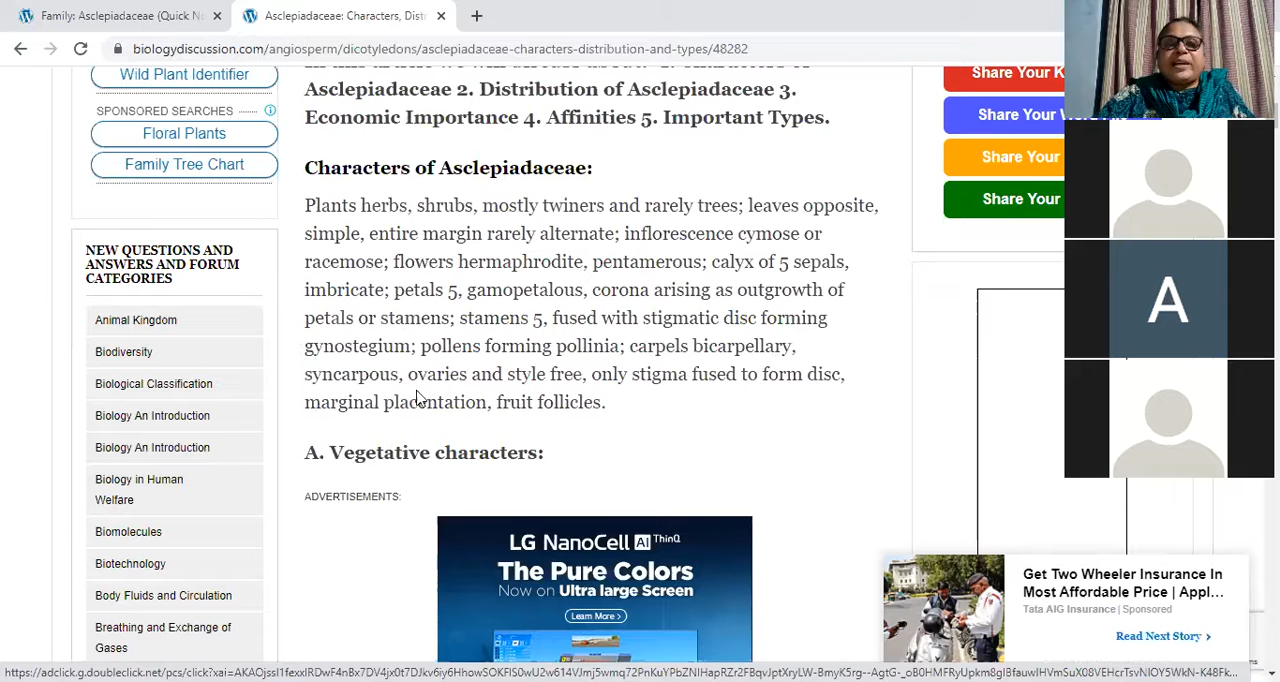 Family: Asclepiadaceae (Quick No
Asclepiadaceae: Characters, Distr
biologydiscussion.com/angiosperm/dicotyledons/asclepiadaceae-characters-distribution-and-types/48282
Wild Plant Identifier
SPONSORED SEARCHES
Floral Plants
Family Tree Chart
NEW QUESTIONS AND
ANSWERS AND FORUM
CATEGORIES
Animal Kingdom
Biodiversity
Biological Classification
Biology An Introduction
Biology An Introduction
Biology in Human
Welfare
Biomolecules
Biotechnology
Body Fluids and Circulation
Breathing and Exchange of
Gases
Asclepiadaceae 2. Distribution of Asclepiadaceae 3.
Economic Importance 4. Affinities 5. Important Types.
Characters of Asclepiadaceae:
Plants herbs, shrubs, mostly twiners and rarely trees; leaves opposite,
simple, entire margin rarely alternate; inflorescence cymose or
racemose; flowers hermaphrodite, pentamerous; calyx of 5 sepals,
imbricate; petals 5, gamopetalous, corona arising as outgrowth of
petals or stamens; stamens 5, fused with stigmatic disc forming
gynostegium; pollens forming pollinia; carpels bicarpellary,
syncarpous, ovaries and style free, only stigma fused to form disc,
marginal placentation, fruit follicles.
A. Vegetative characters:
ADVERTISEMENTS:
LG NanoCell AI ThinQ
The Pure Colors
Now on Ultra large Screen
Learn More >
Share Your K
Share Your
Share Your
Share Your
A
Get Two Wheeler Insurance In
Most Affordable Price | Appl...
Tata AIG Insurance | Sponsored
Read Next Story >